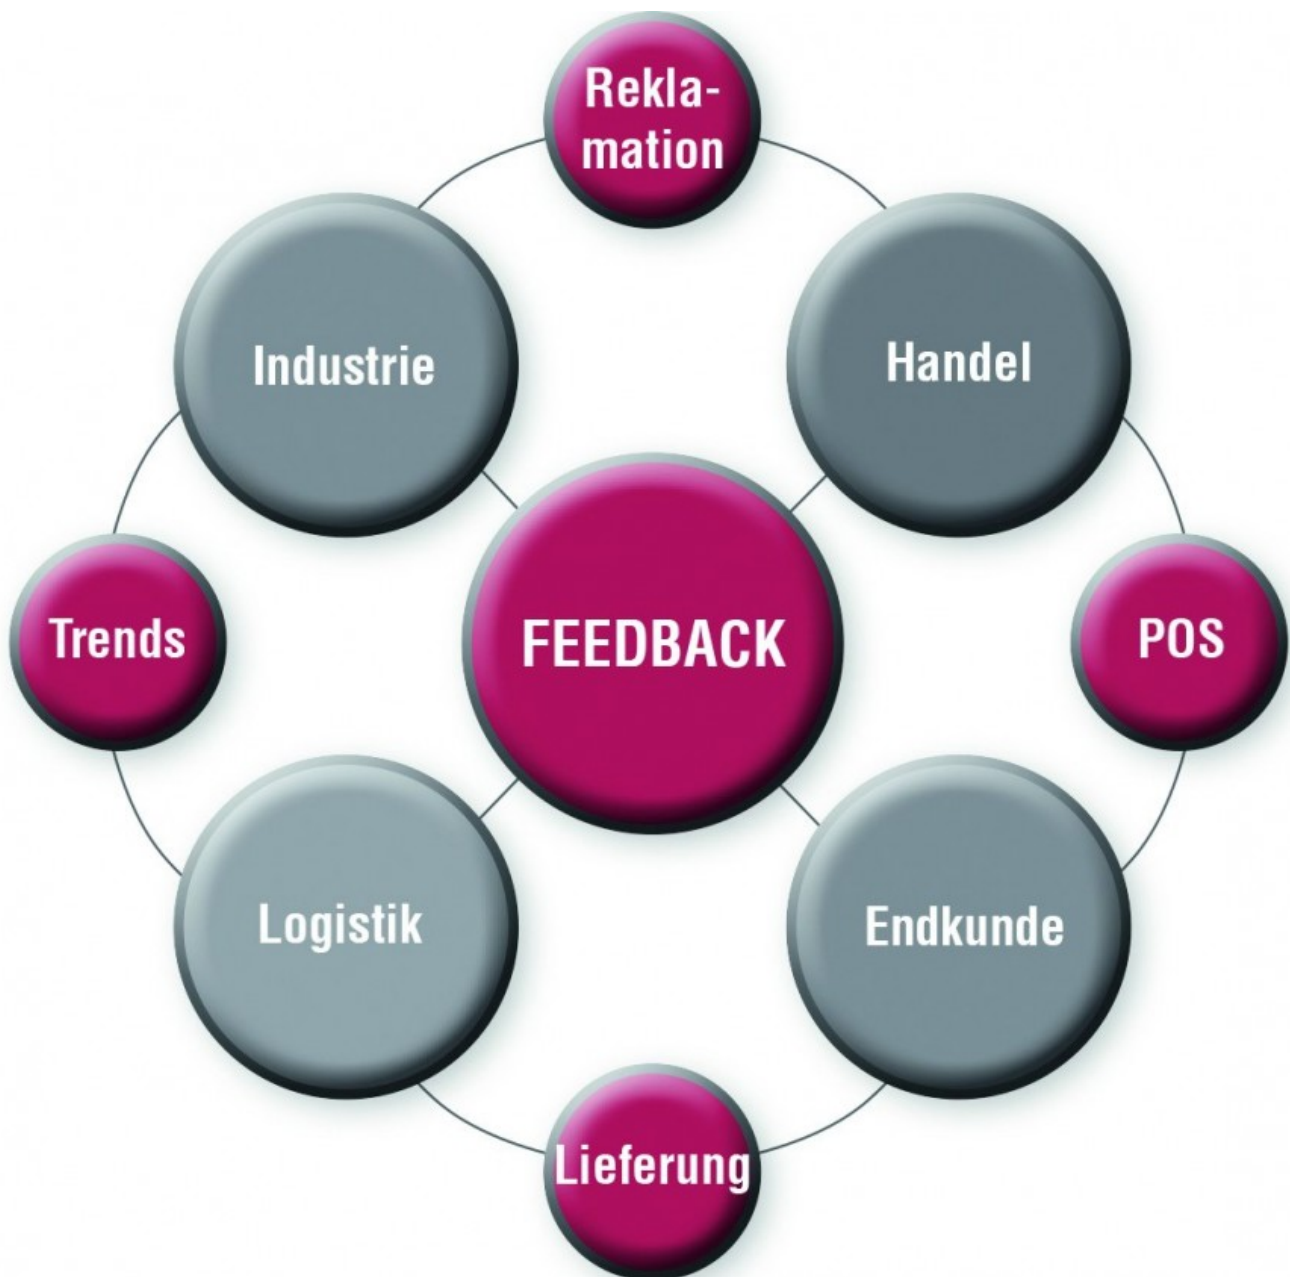 Rekla-
mation
Industrie
Handel
Trends
FEEDBACK
POS
Logistik
Endkunde
Lieferung